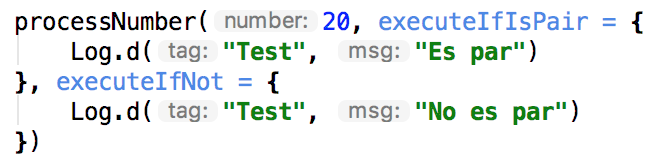 processNumber( number: 20, executeIfIsPair = {
    Log.d( tag: "Test",  msg: "Es par")
}, executeIfNot = {
    Log.d( tag: "Test",  msg: "No es par")
})